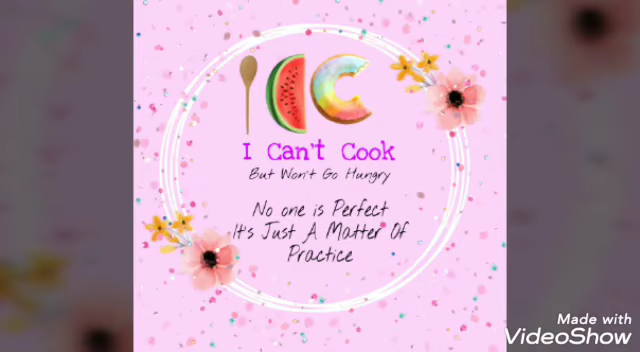 I Can't Cook
But Won't Go Hungry
No one is Perfect
It's Just A Matter Of
Practice
Made with
VideoShow